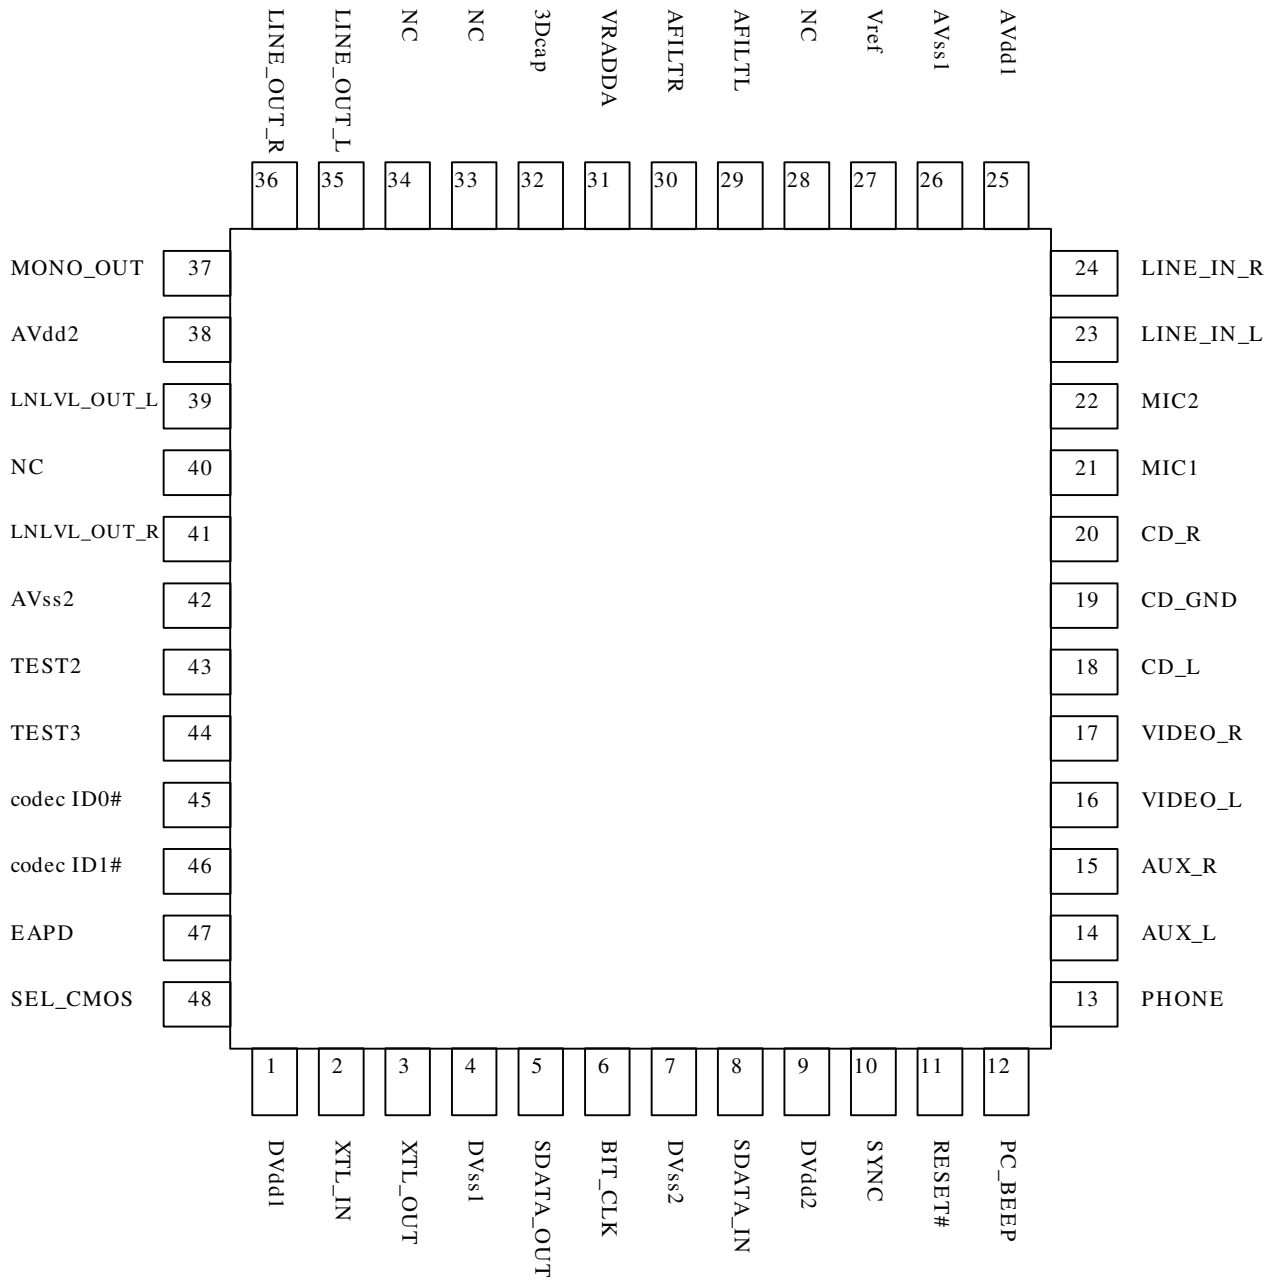 LINE_OUT_R
LINE_OUT_L
NC
NC
3Dcap
VRADDA
AFILTR
AFILTL
NC
Vref
AVss1
AVdd1
36 35 34 33 32 31 30 29 28 27 26 25
MONO_OUT 37 24 LINE_IN_R
AVdd2 38 23 LINE_IN_L
LNLVL_OUT_L 39 22 MIC2
NC 40 21 MIC1
LNLVL_OUT_R 41 20 CD_R
AVss2 42 19 CD_GND
TEST2 43 18 CD_L
TEST3 44 17 VIDEO_R
codec ID0# 45 16 VIDEO_L
codec ID1# 46 15 AUX_R
EAPD 47 14 AUX_L
SEL_CMOS 48 13 PHONE
1 2 3 4 5 6 7 8 9 10 11 12
DVdd1
XTL_IN
XTL_OUT
DVss1
SDATA_OUT
BIT_CLK
DVss2
SDATA_IN
DVdd2
SYNC
RESET#
PC_BEEP